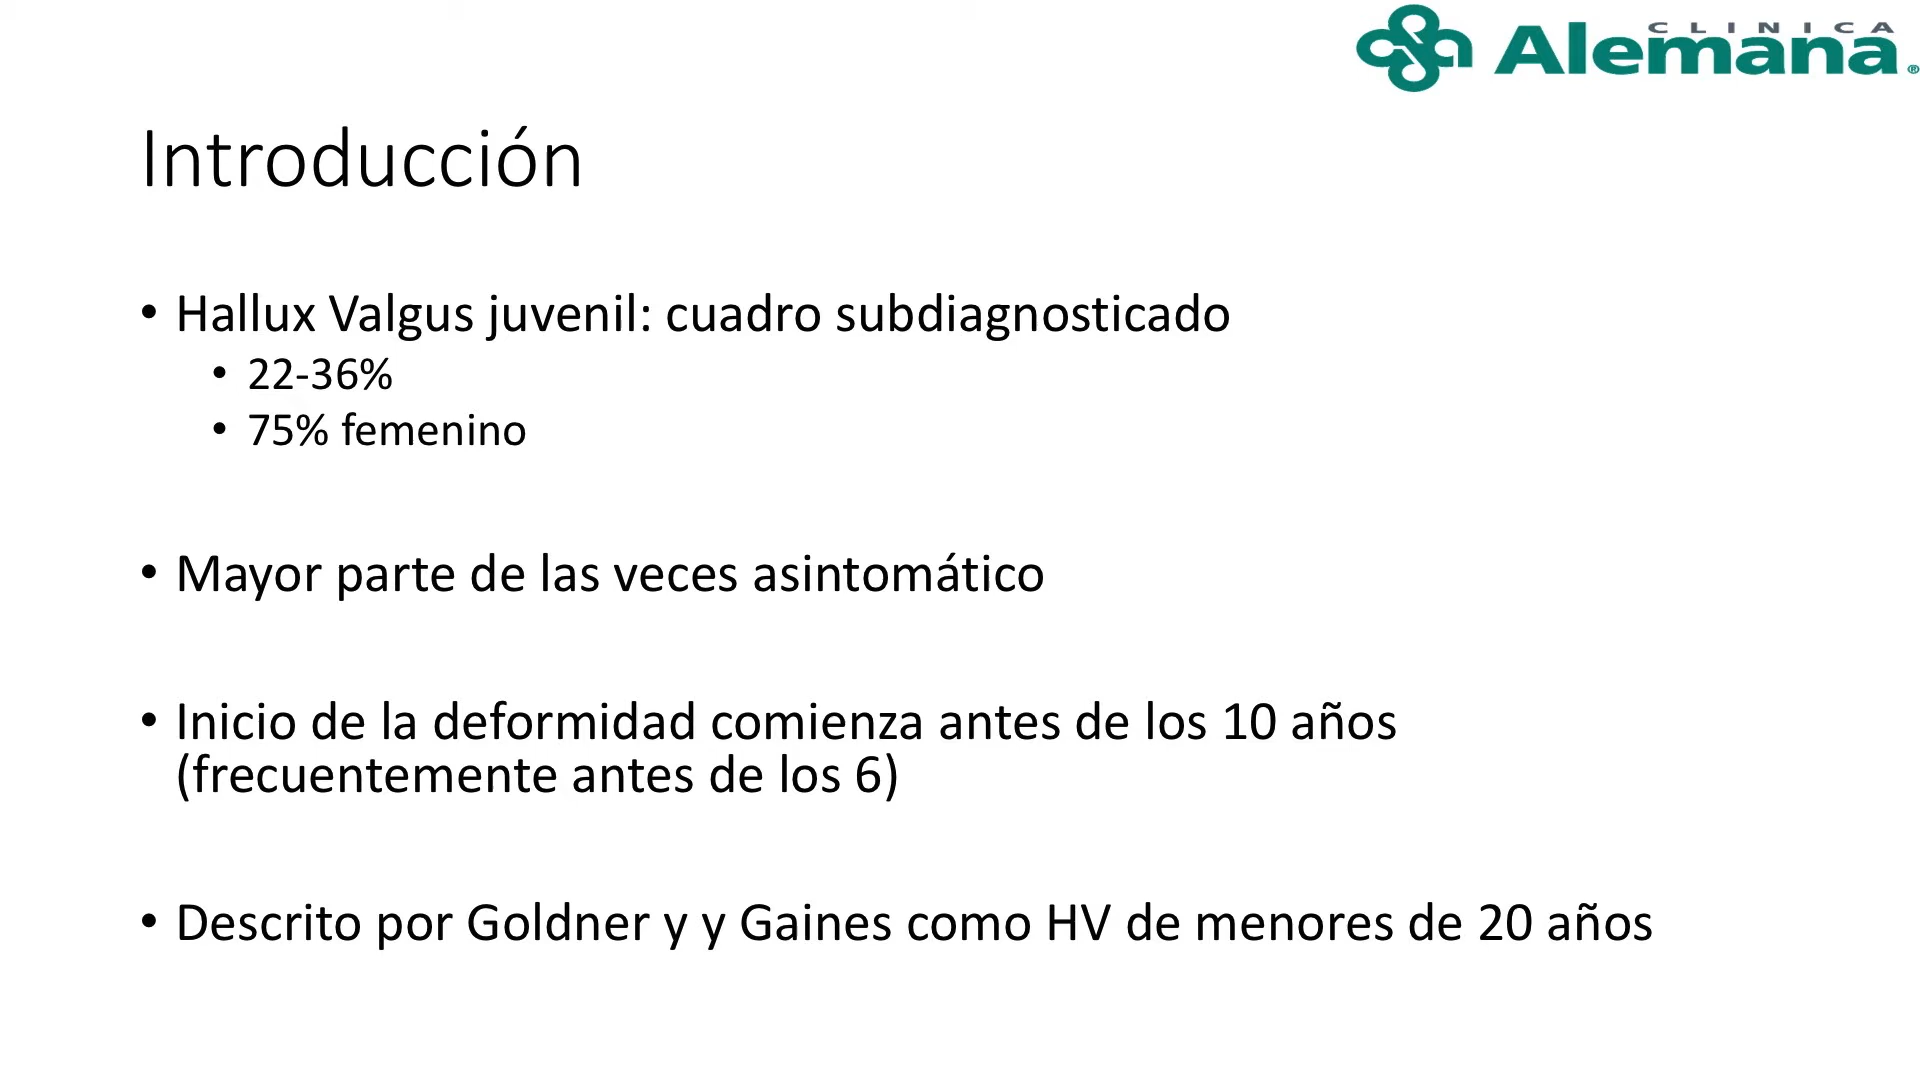 CLINICA
Alemana®
Introducción
• Hallux Valgus juvenil: cuadro subdiagnosticado
• 22-36%
• 75% femenino
• Mayor parte de las veces asintomático
• Inicio de la deformidad comienza antes de los 10 años
(frecuentemente antes de los 6)
• Descrito por Goldner y y Gaines como HV de menores de 20 años